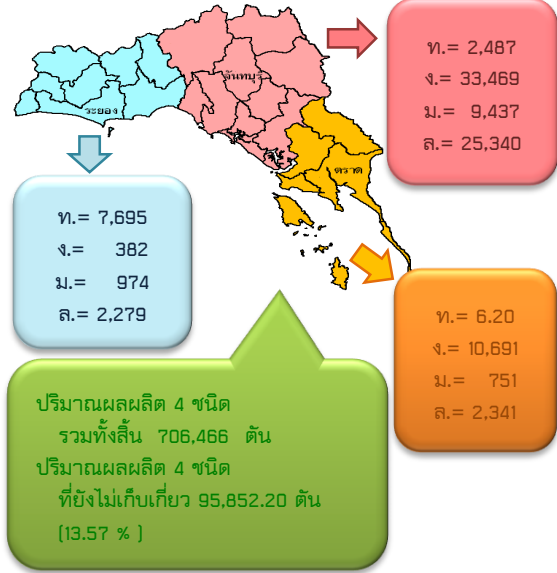 ท.= 2,487
ง.= 33,469
ม.= 9,437
ล.= 25,340
จันทบุรี
ระยอง
ตราด
ท.= 7,695
ง.= 382
ม.= 974
ล.= 2,279
ท.= 6.20
ง.= 10,691
ม.= 751
ล.= 2,341
ปริมาณผลผลิต 4 ชนิด
รวมทั้งสิ้น 706,466 ตัน
ปริมาณผลผลิต 4 ชนิด
ที่ยังไม่เก็บเกี่ยว 95,852.20 ตัน
(13.57 % )